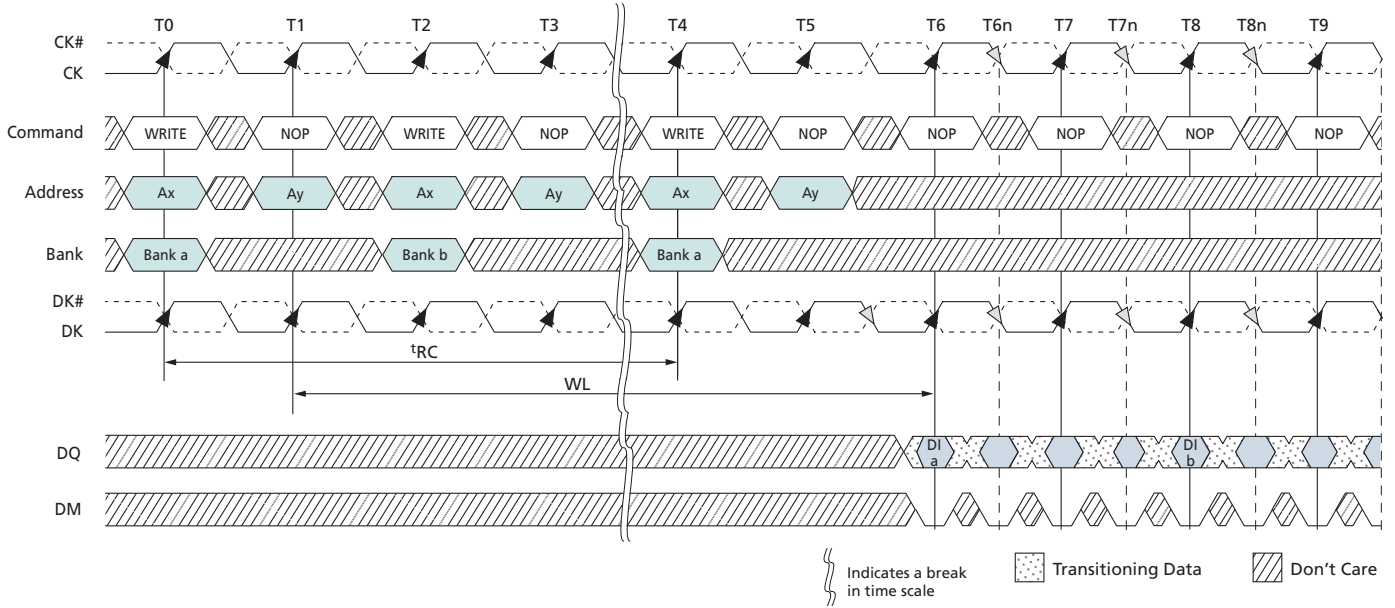 T0 T1 T2 T3 T4 T5 T6 T6n T7 T7n T8 T8n T9
CK#
CK
Command WRITE NOP WRITE NOP WRITE NOP NOP NOP NOP NOP
Address Ax Ay Ax Ay Ax Ay
Bank Bank a Bank b Bank a
DK#
DK
tRC
WL
DQ DI a DI b
DM
Indicates a break
in time scale
Transitioning Data
Don't Care